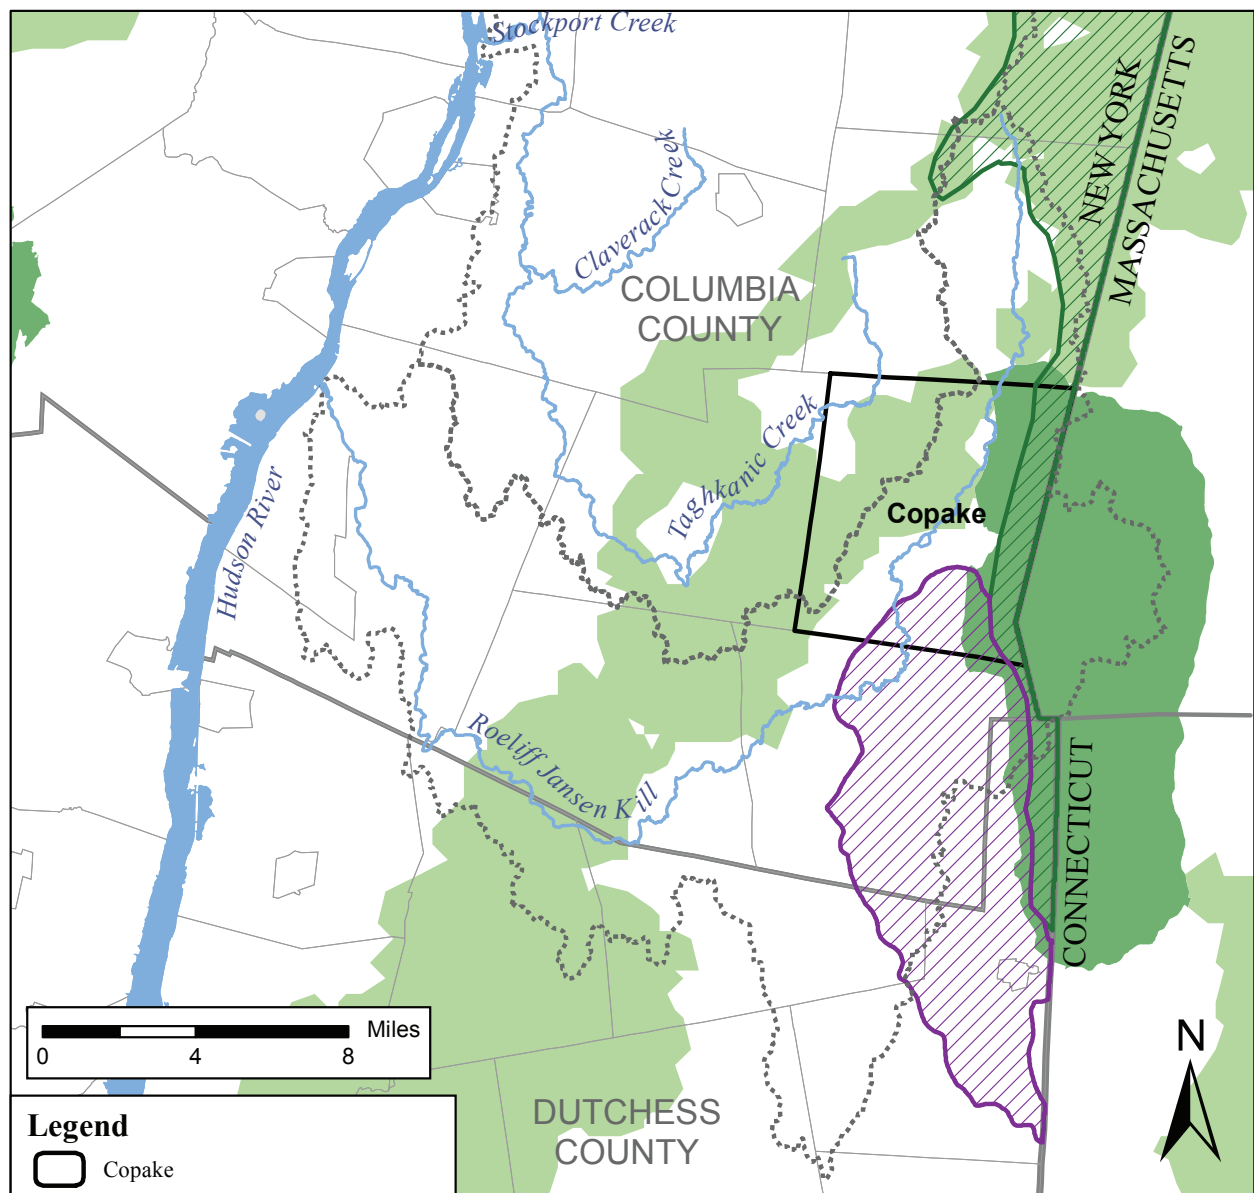 Stockport Creek
NEW YORK
MASSACHUSETTS
Claverack Creek
COLUMBIA
COUNTY
Taghkanic Creek
Copake
Hudson River
Roeliff Jansen Kill
CONNECTICUT
Miles
0 4 8
N
DUTCHESS
COUNTY
Legend
Copake